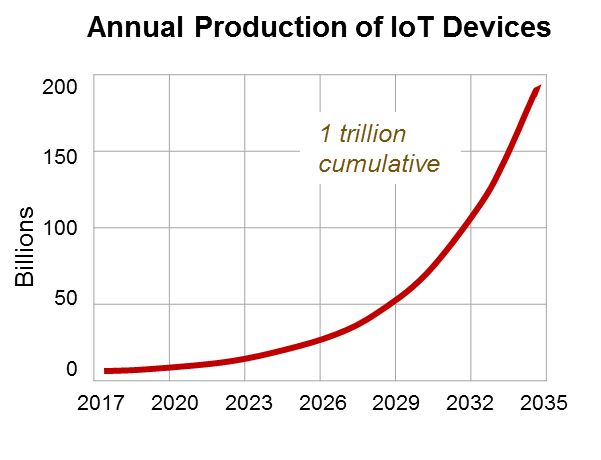 Annual Production of IoT Devices
200
150
100
50
0
Billions
1 trillion
cumulative
2017 2020 2023 2026 2029 2032 2035